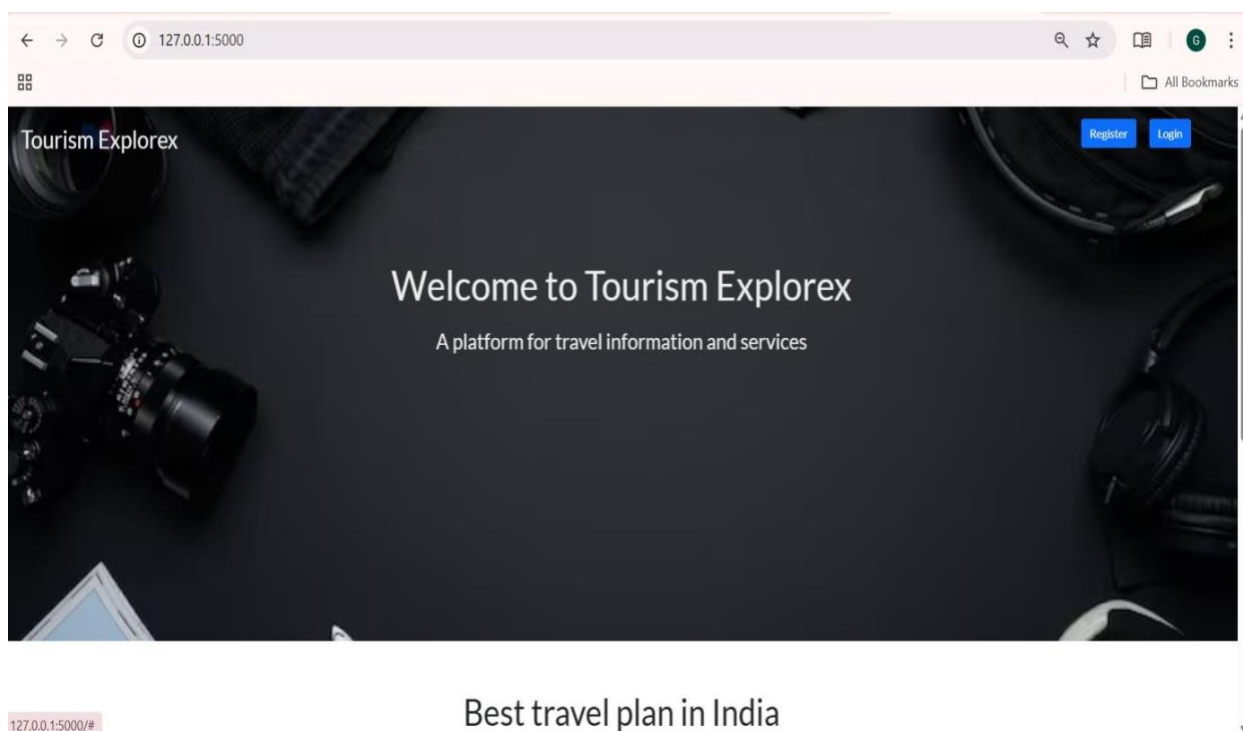 127.0.0.1:5000
All Bookmarks
G
Tourism Explorex
Register Login
Welcome to Tourism Explorex
A platform for travel information and services
Best travel plan in India
127.0.0.1:5000/#